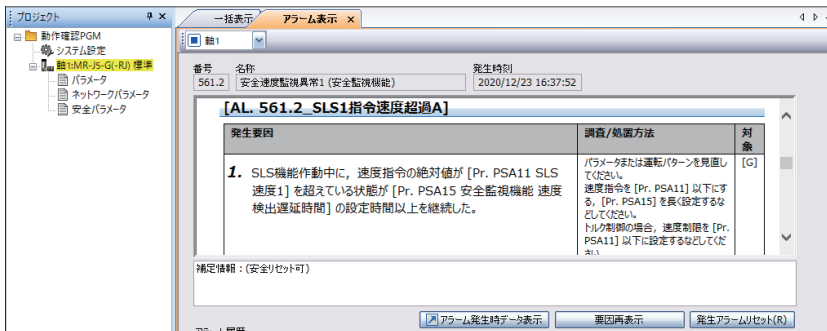 プロジェクト
一括表示
アラーム表示 ×
動作確認PGM
システム設定
軸1:MR-J5-G(-RJ) 標準
パラメータ
ネットワークパラメータ
安全パラメータ
軸1
番号 名称 発生時刻
561.2 安全速度監視異常1 (安全監視機能) 2020/12/23 16:37:52
[AL. 561.2_SLS1指令速度超過A]
発生要因 調査/処置方法 対象
1. SLS機能作動中に，速度指令の絶対値が [Pr. PSA11 SLS
速度1] を超えている状態が [Pr. PSA15 安全監視機能 速度
検出遅延時間] の設定時間以上を継続した。
パラメータまたは運転パターンを見直し
てください。
速度指令を [Pr. PSA11] 以下にす
る，[Pr. PSA15] を長く設定するな
どしてください。
トルク制御の場合，速度制限を [Pr.
PSA11] 以下に設定するなどしてくだ
さい
[G]
補足情報：(安全リセット可)
アラーム発生時データ表示 要因再表示 発生アラームリセット(R)
アラーム履歴